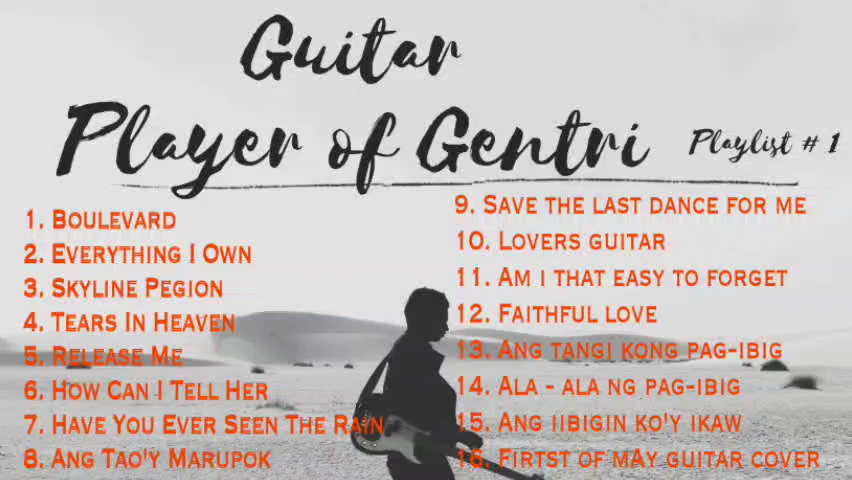 Guitar
Player of Gentri
Playlist # 1
1. Boulevard
2. Everything I Own
3. Skyline Pegion
4. Tears In Heaven
5. Release Me
6. How Can I Tell Her
7. Have You Ever Seen The Rain
8. Ang Tao'y Marupok
9. Save the last dance for me
10. Lovers guitar
11. Am i that easy to forget
12. Faithful love
13. Ang tangi kong pag-ibig
14. Ala - ala ng pag-ibig
15. Ang iibigin ko'y ikaw
16. Firtst of mAy guitar cover